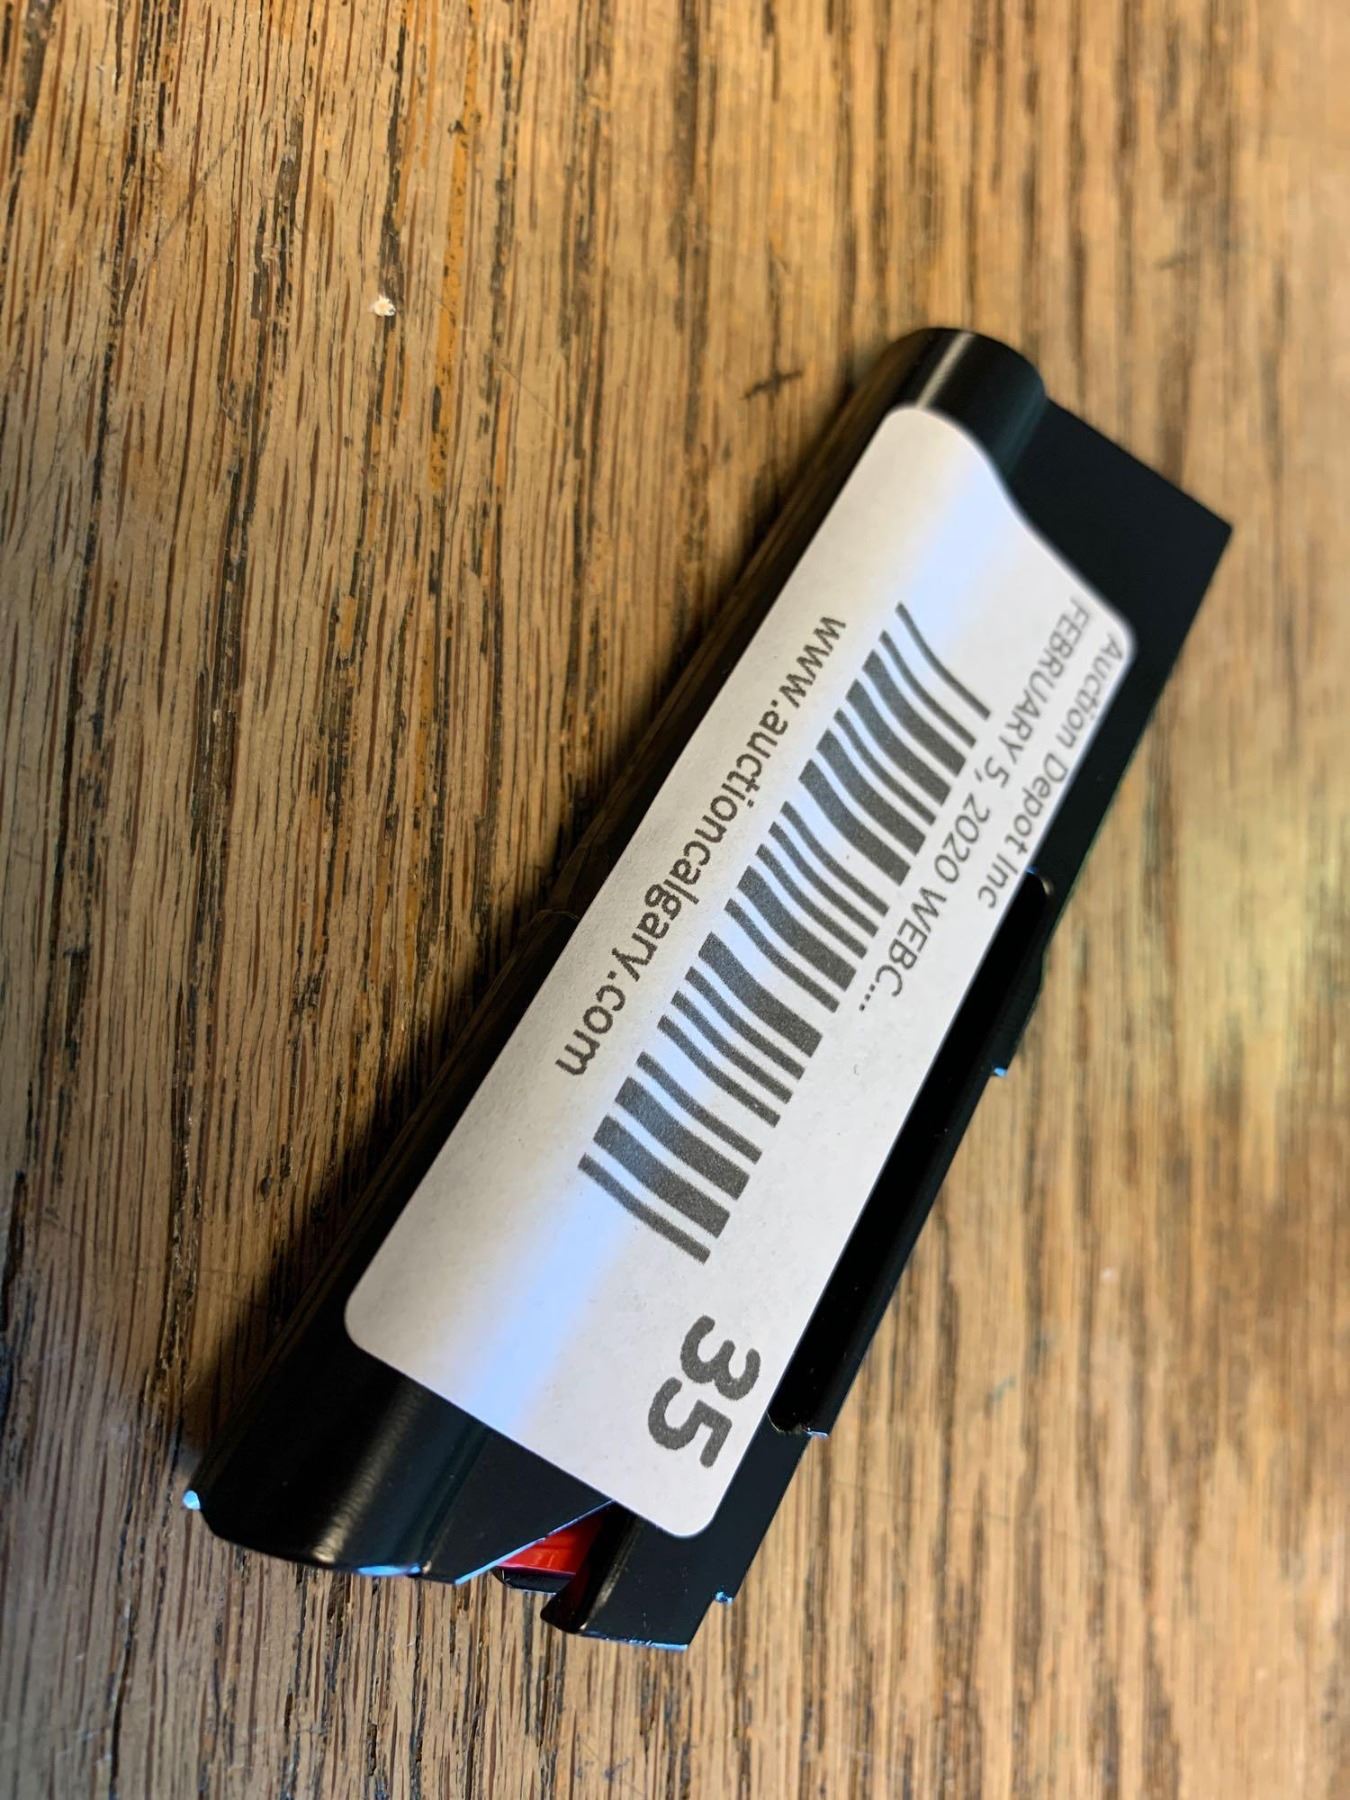 Auction Depot Inc
FEBRUARY 5, 2020 WEBC...
www.auctioncalgary.com
35